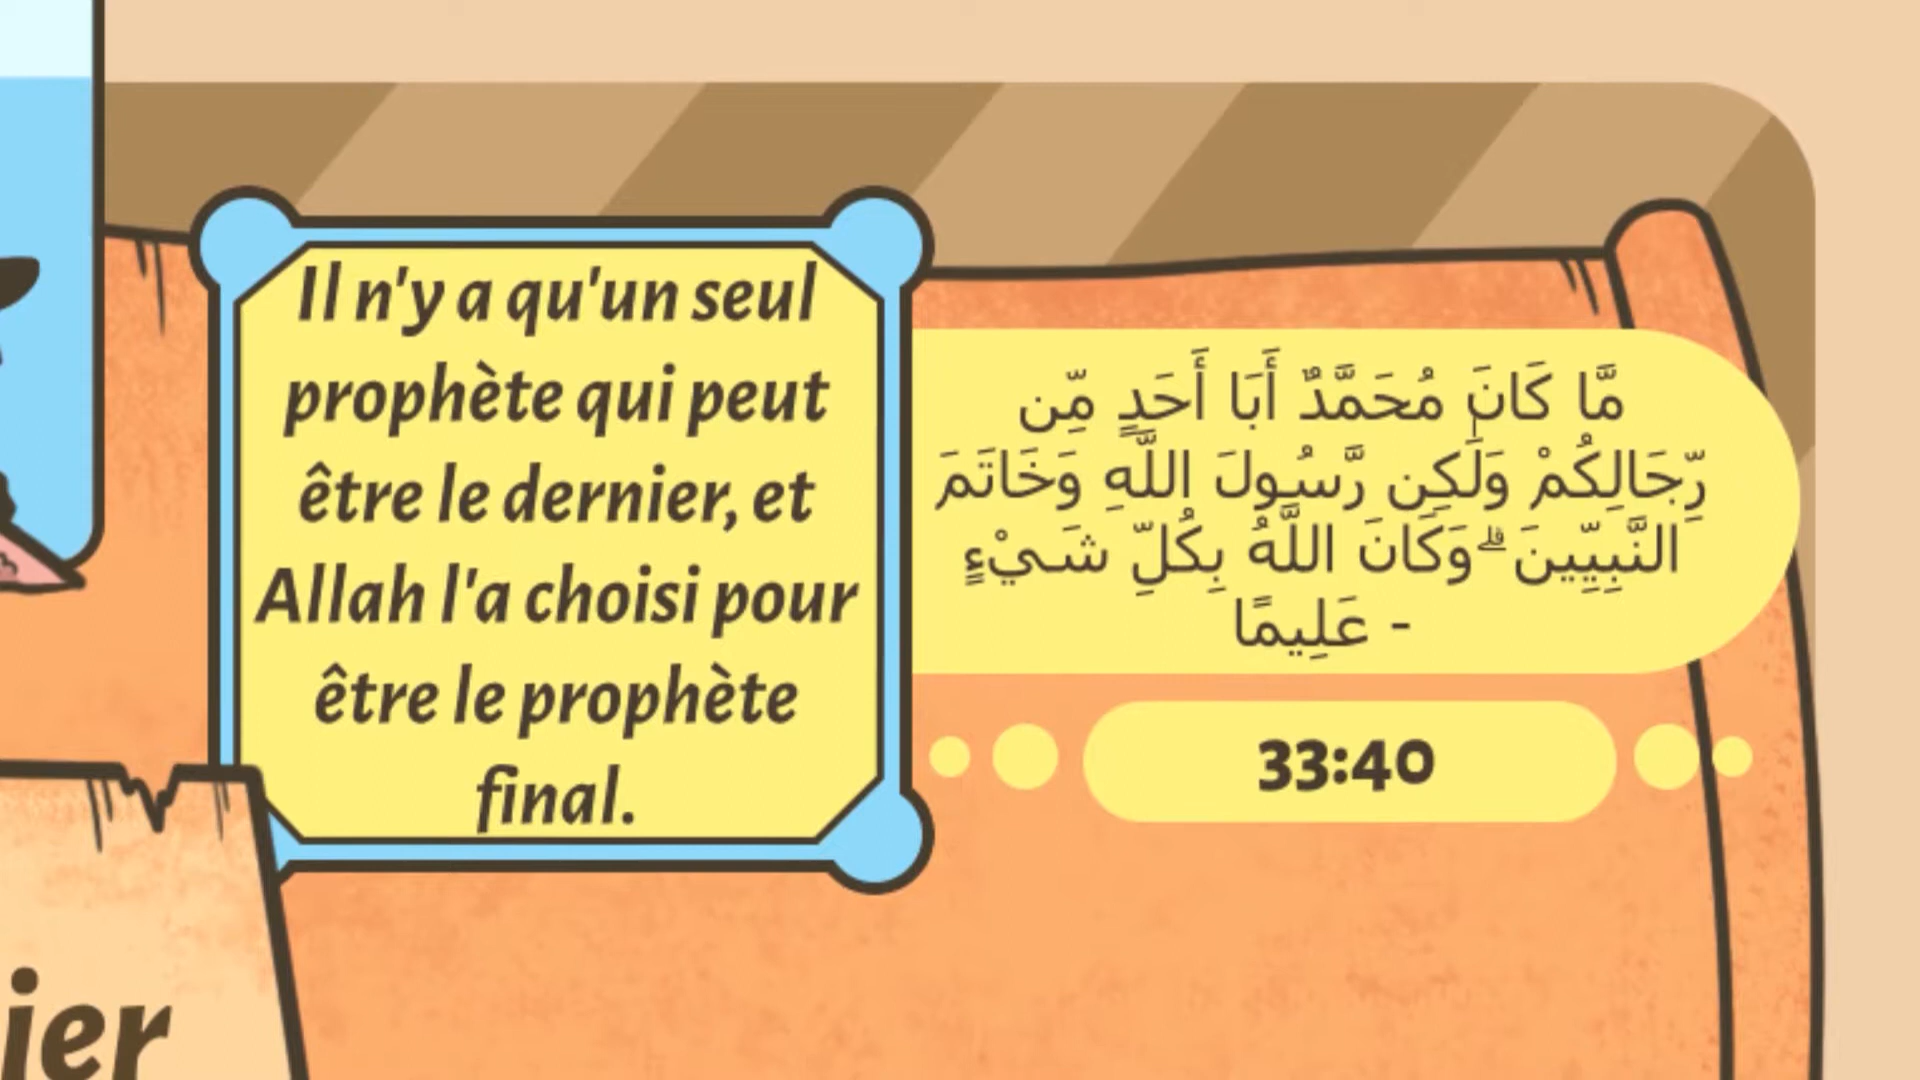 Il n'y a qu'un seul
prophète qui peut
être le dernier, et
Allah l'a choisi pour
être le prophète
final.
مَّا كَانَ مُحَمَّدٌ أَبَا أَحَدٍ مِّن
رِّجَالِكُمْ وَلَٰكِن رَّسُولَ اللَّهِ وَخَاتَمَ
النَّبِيِّينَ ۗ وَكَانَ اللَّهُ بِكُلِّ شَيْءٍ
عَلِيمًا -
33:40
ier